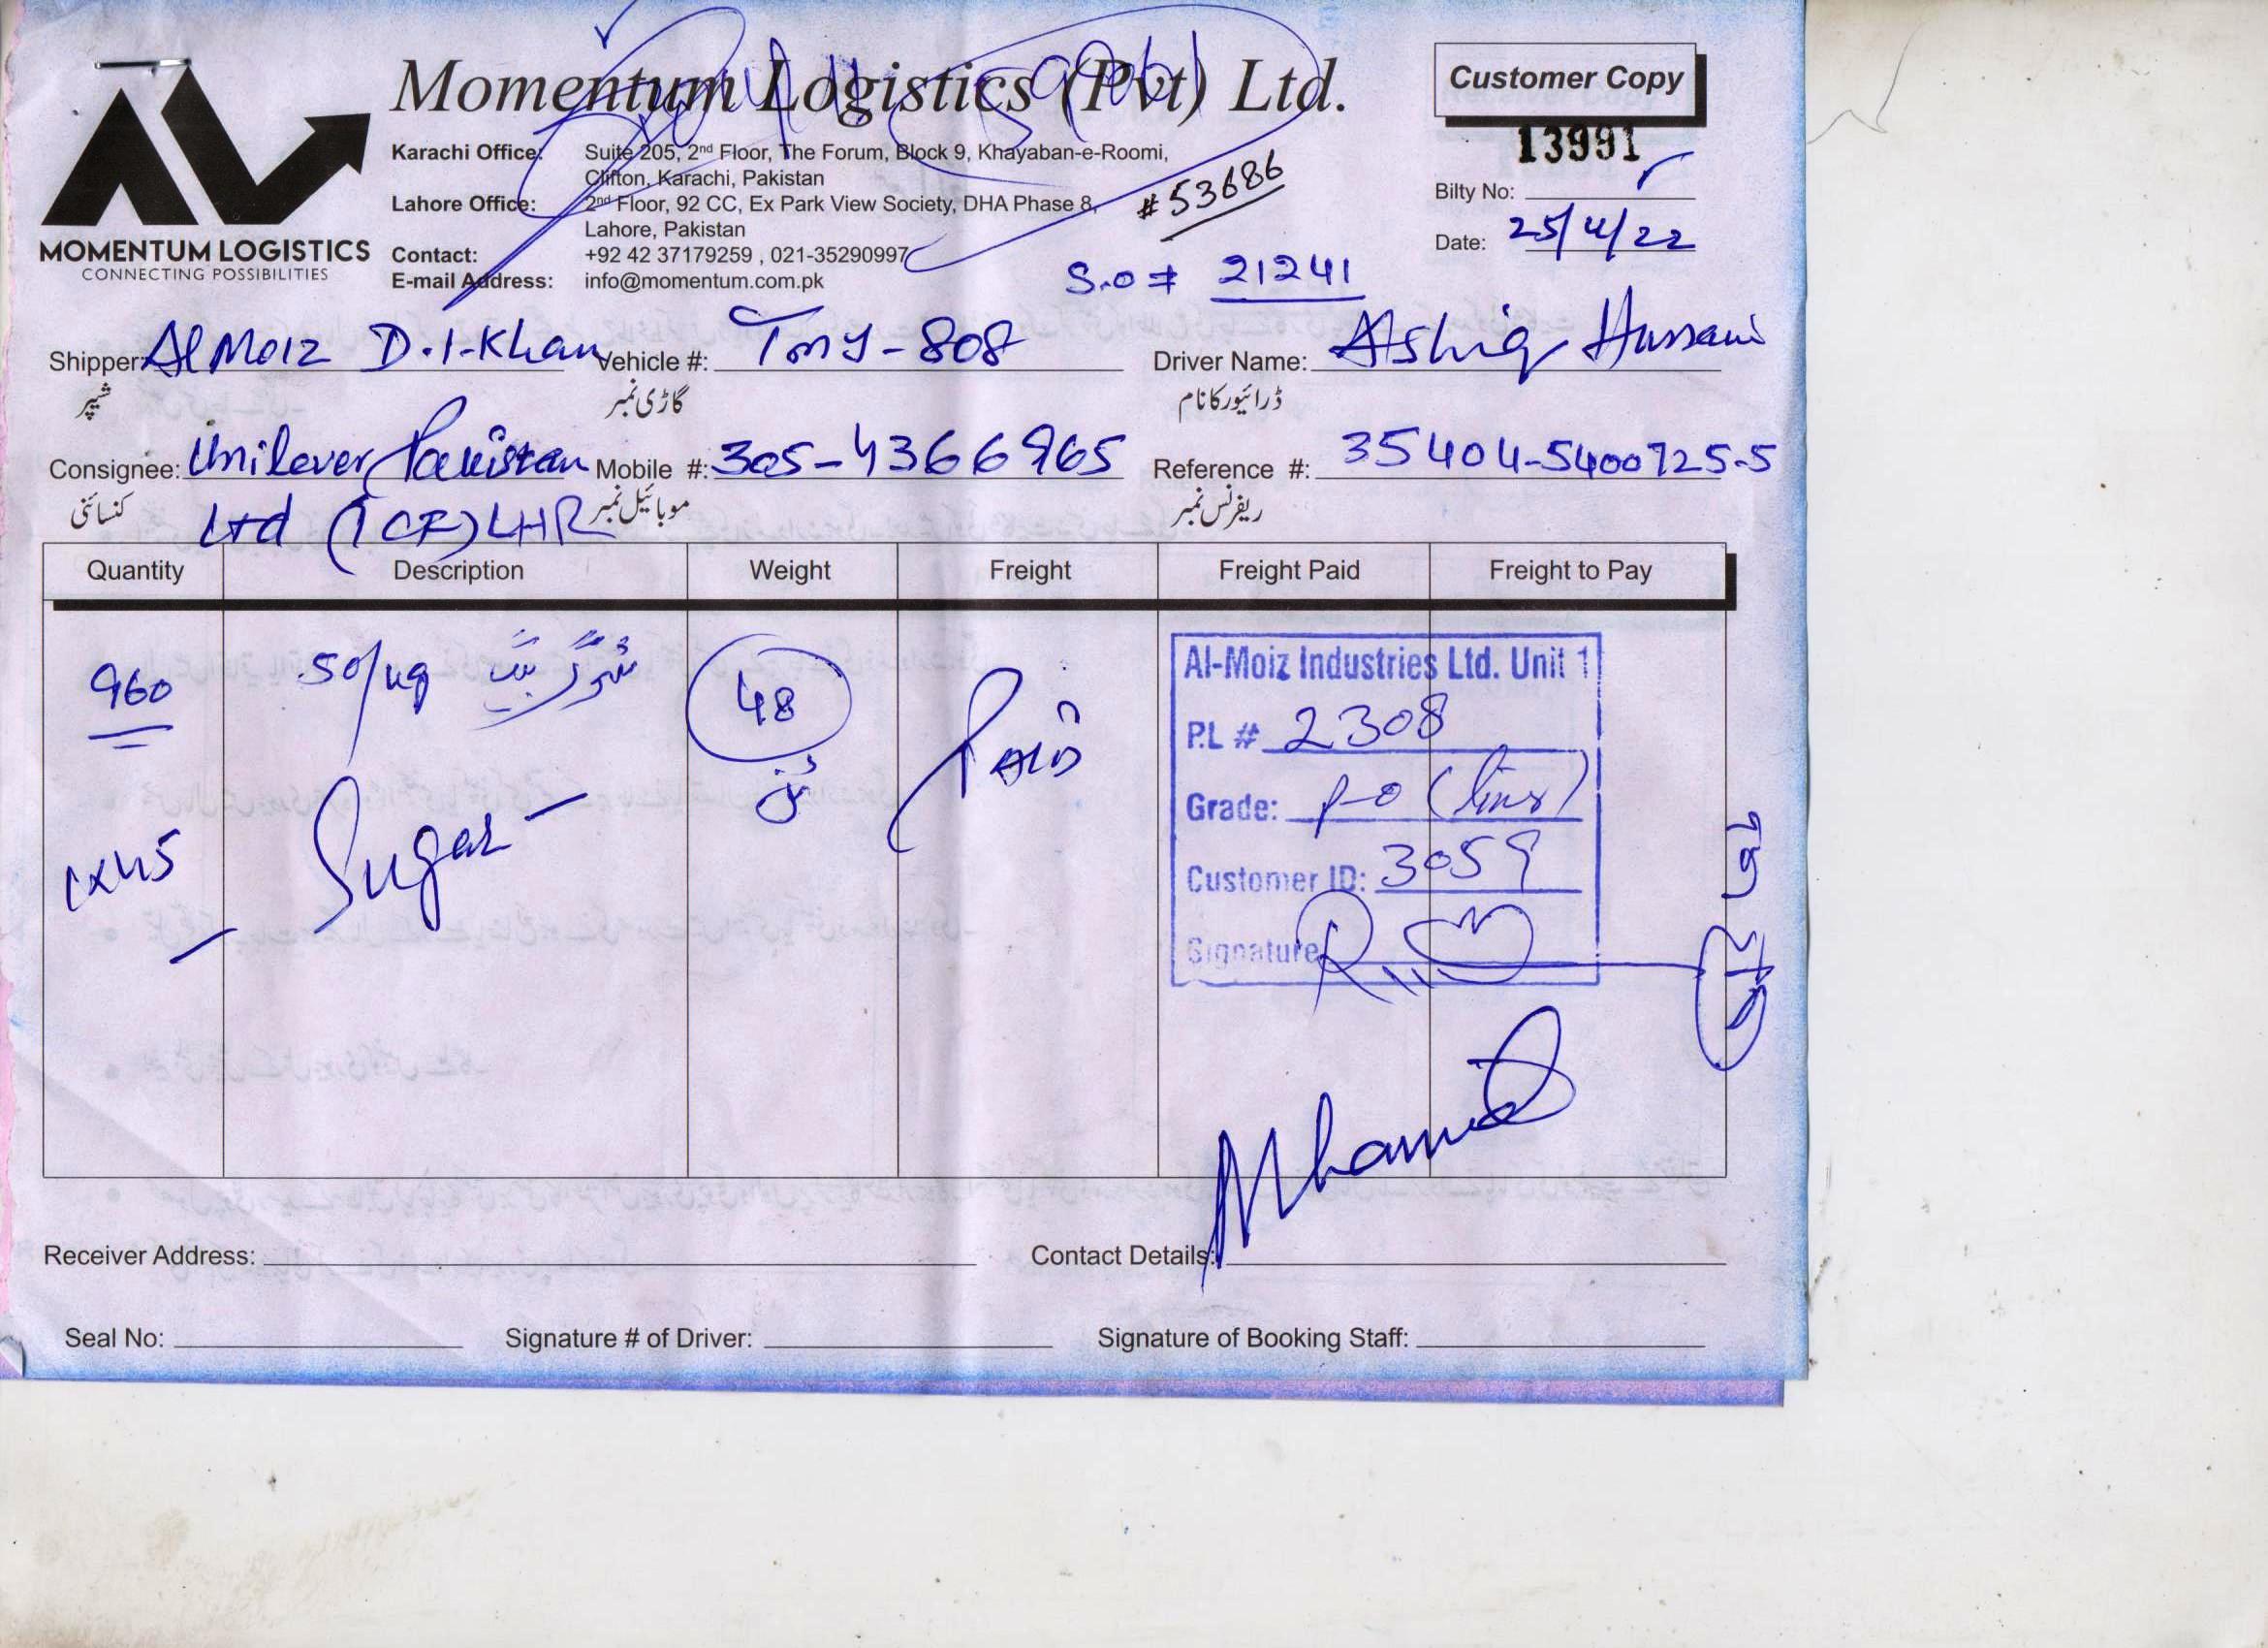 Momentum Logistics (Pvt) Ltd.
Customer Copy
13991
MOMENTUM LOGISTICS
CONNECTING POSSIBILITIES
Karachi Office: Suite 205, 2nd Floor, The Forum, Block 9, Khayaban-e-Roomi,
Clifton, Karachi, Pakistan
Lahore Office: 2nd Floor, 92 CC, Ex Park View Society, DHA Phase 8,
Lahore, Pakistan
Contact: +92 42 37179259 , 021-35290997
E-mail Address: info@momentum.com.pk
# 53686
S.O # 21241
Bilty No:
Date: 25/4/22
Shipper: Al Moiz D.I.Khan Vehicle #: TMY-808 Driver Name: Ashiq Hussain
شپر گاڑی نمبر ڈرائیور کا نام
Consignee: Unilever Pakistan Mobile #: 305-4366965 Reference #: 35404-5400725-5
کنسائنی موبائیل نمبر ریفرنس نمبر
Ltd (ICF) LHR
Quantity Description Weight Freight Freight Paid Freight to Pay
960 50/kg 48 Paid
ٹن
Sugar
Al-Moiz Industries Ltd. Unit 1
P.L # 2308
Grade: P-0
Customer ID: 3059
Signature
Receiver Address: Contact Details:
Seal No: Signature # of Driver: Signature of Booking Staff: